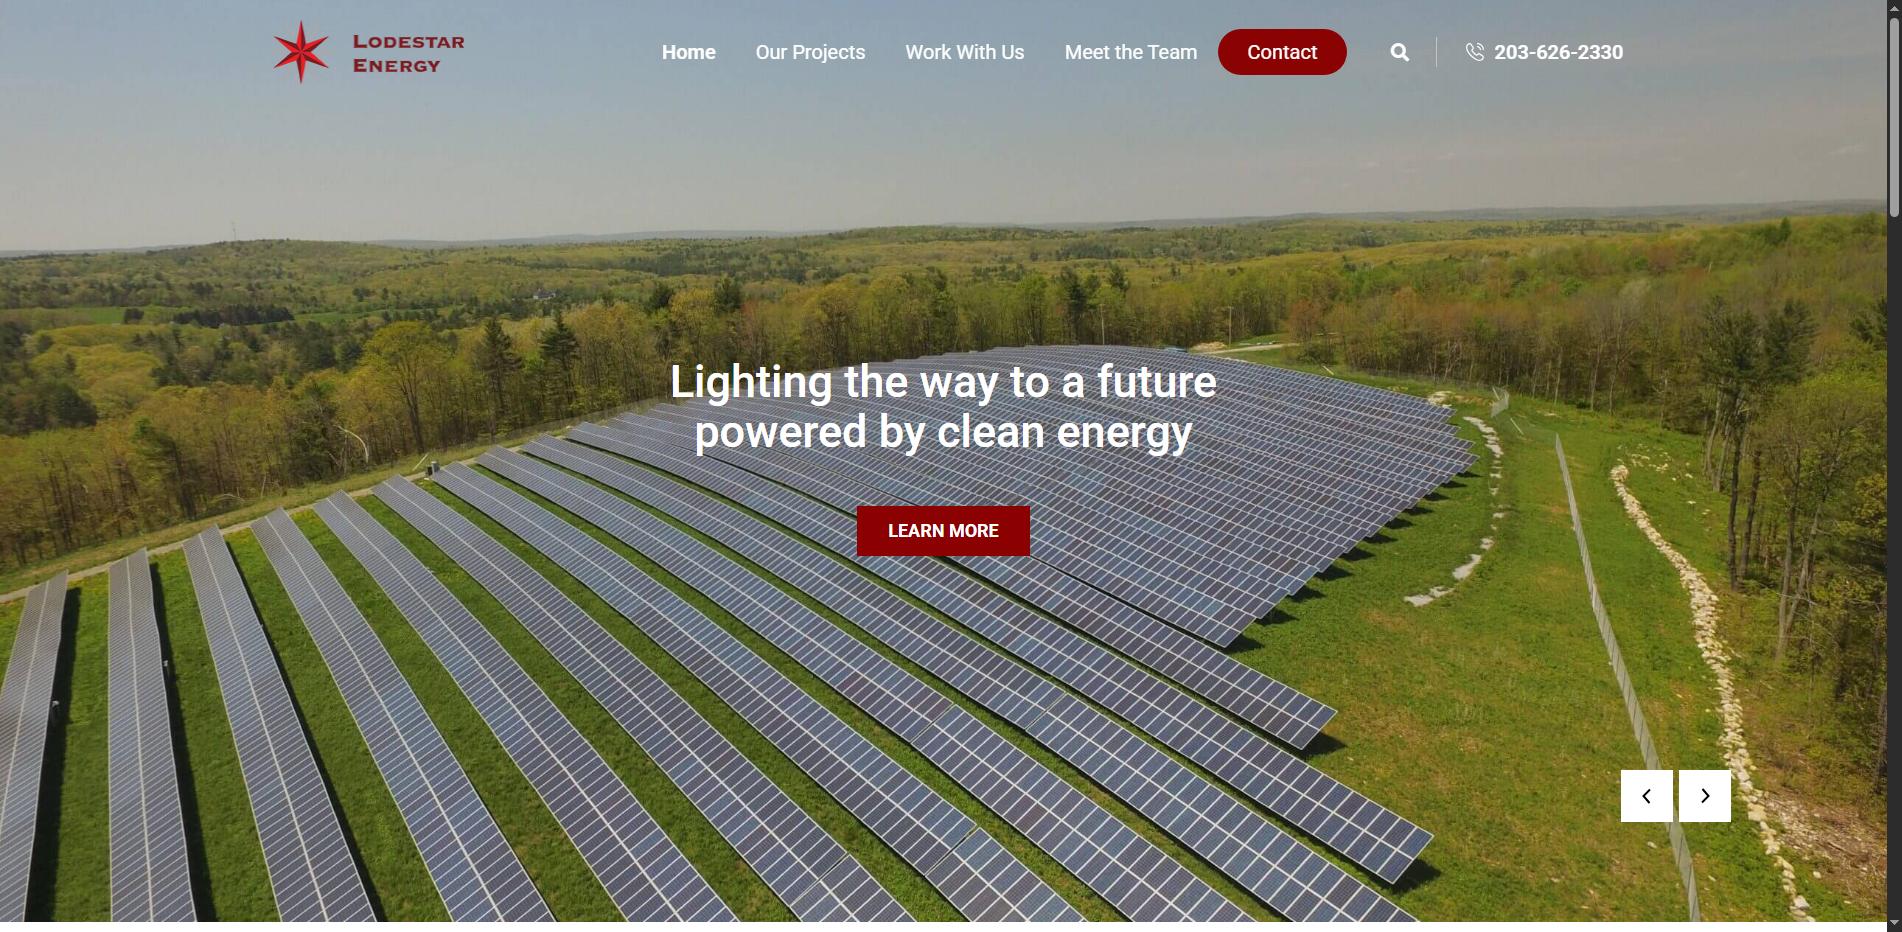 LODESTAR
ENERGY
Home
Our Projects
Work With Us
Meet the Team
Contact
203-626-2330
Lighting the way to a future
powered by clean energy
LEARN MORE